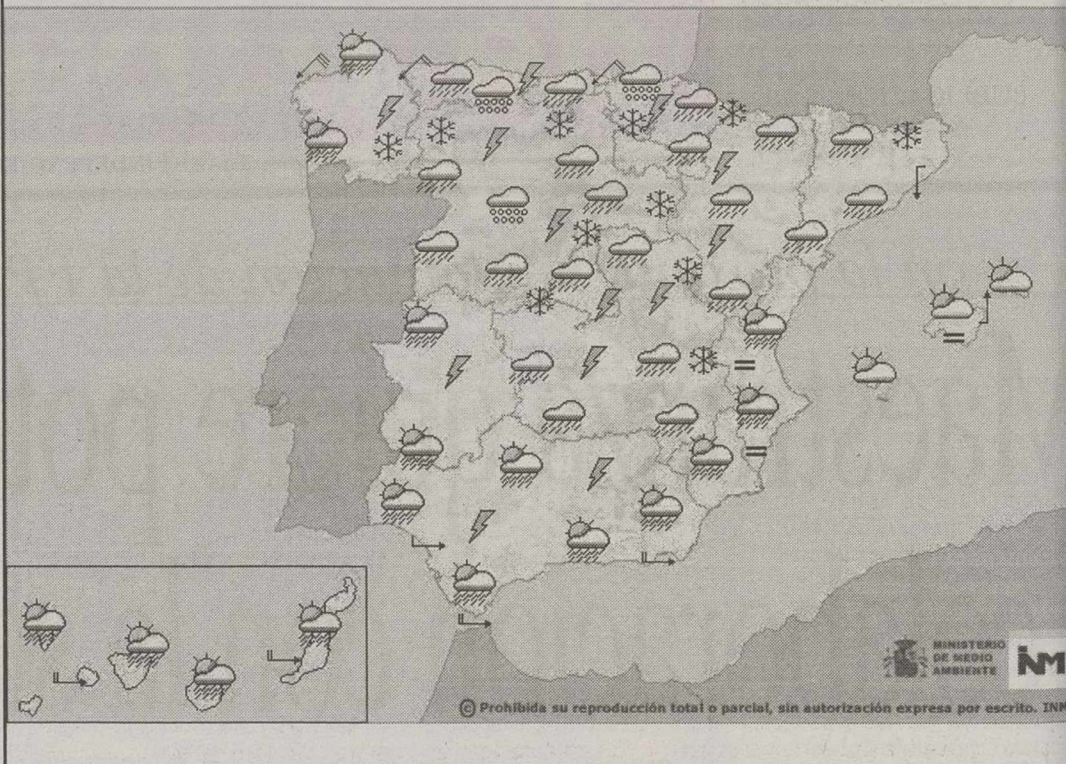 MINISTERIO
DE MEDIO
AMBIENTE
INM
© Prohibida su reproducción total o parcial, sin autorización expresa por escrito. INM